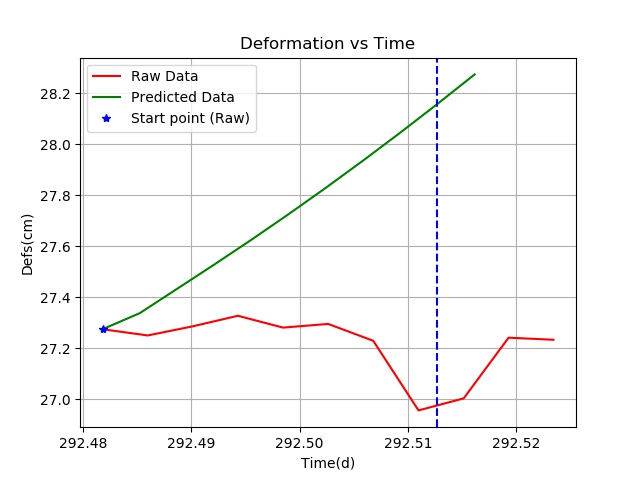 Deformation vs Time
Raw Data
Predicted Data
Start point (Raw)
Defs(cm)
28.2
28.0
27.8
27.6
27.4
27.2
27.0
292.48 292.49 292.50 292.51 292.52
Time(d)